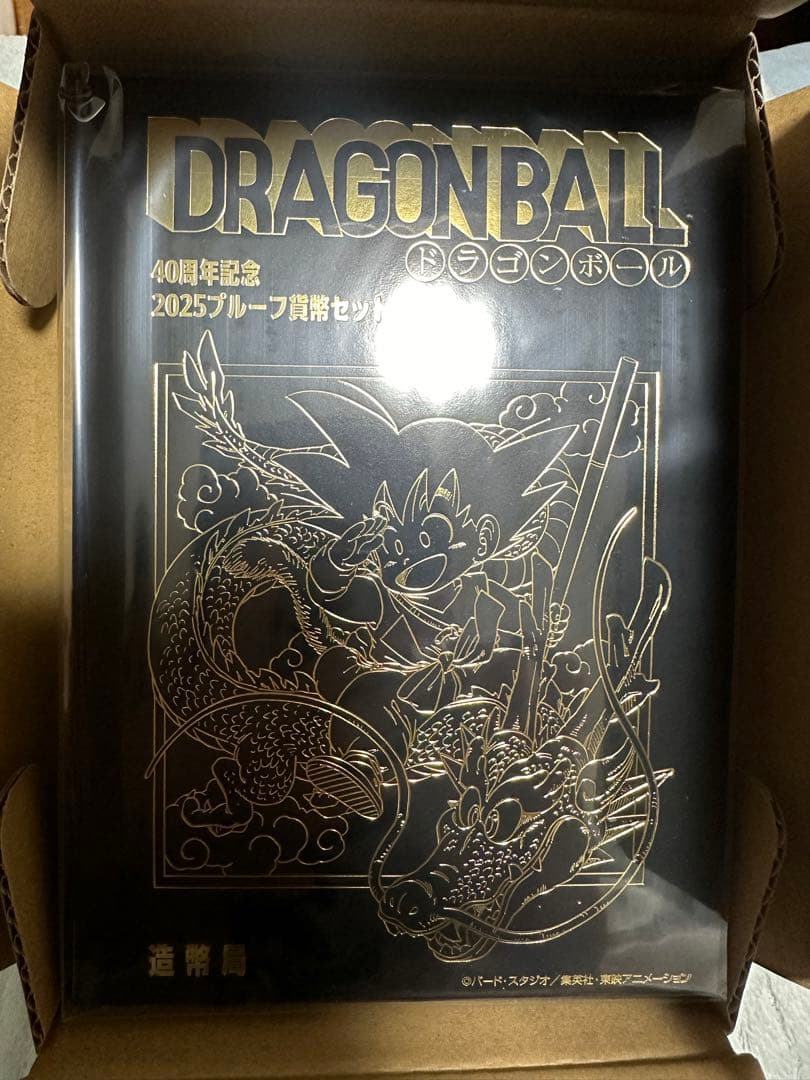 DRAGON BALL
ドラゴンボール
40周年記念
2025プルーフ貨幣セット
造幣局
©バード・スタジオ/集英社・東映アニメーション